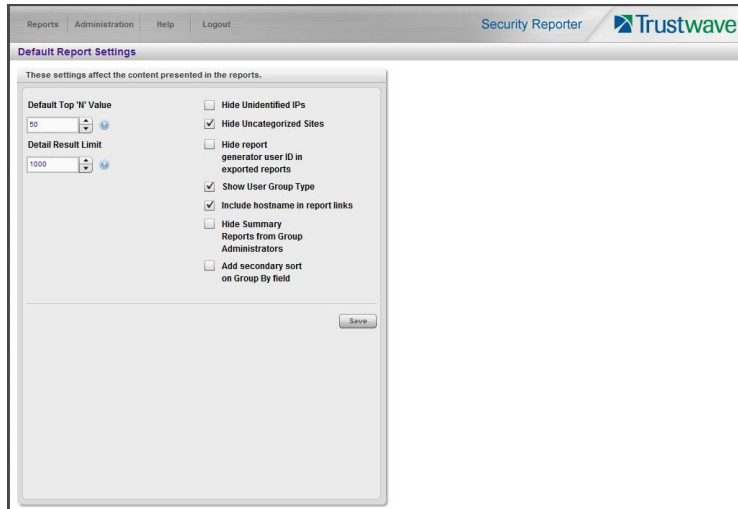 Reports Administration Help Logout
Security Reporter
Trustwave
Default Report Settings
These settings affect the content presented in the reports.
Default Top 'N' Value
50
Detail Result Limit
1000
Hide Unidentified IPs
Hide Uncategorized Sites
Hide report
generator user ID in
exported reports
Show User Group Type
Include hostname in report links
Hide Summary
Reports from Group
Administrators
Add secondary sort
on Group By field
Save